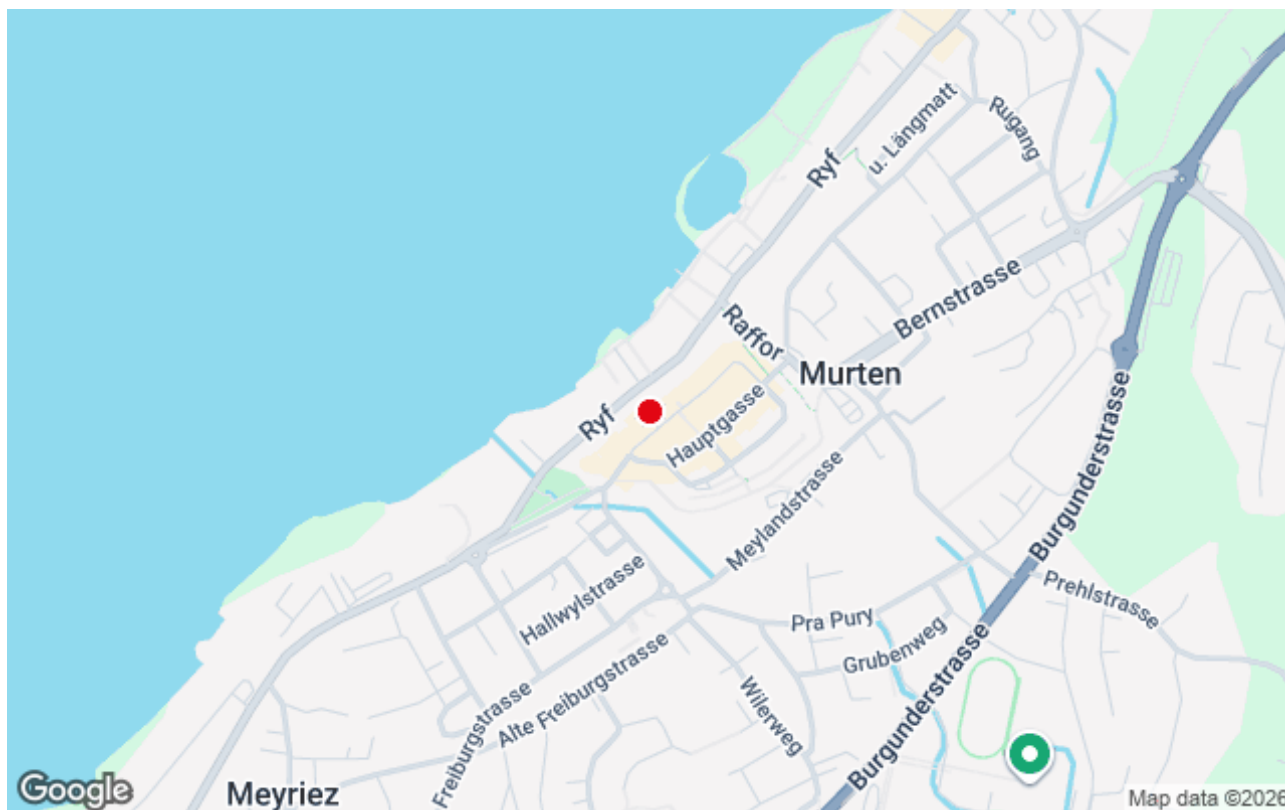 Ryf
u. Längmatt
Rugang
Bernstrasse
Raffor
Murten
Ryf
Hauptgasse
Meylandstrasse
Burgunderstrasse
Prehlstrasse
Hallwylstrasse
Pra Pury
Grubenweg
Freiburgstrasse
Alte Freiburgstrasse
Wilerweg
Burgunderstrasse
Meyriez
Google
Map data ©2026